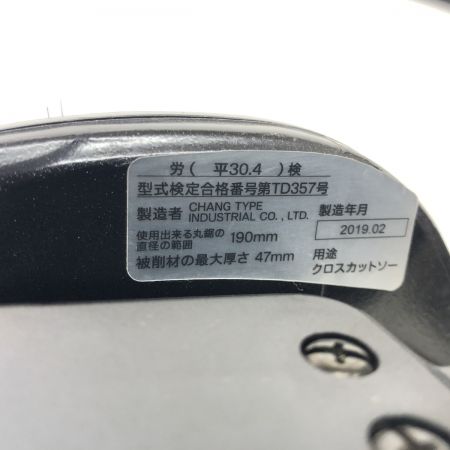 労（ 平30.4 ）検
型式検定合格番号第TD357号
製造者 CHANG TYPE INDUSTRIAL CO., LTD.
製造年月
2019.02
使用出来る丸鋸の直径の範囲 190mm
被削材の最大厚さ 47mm
用途
クロスカットソー